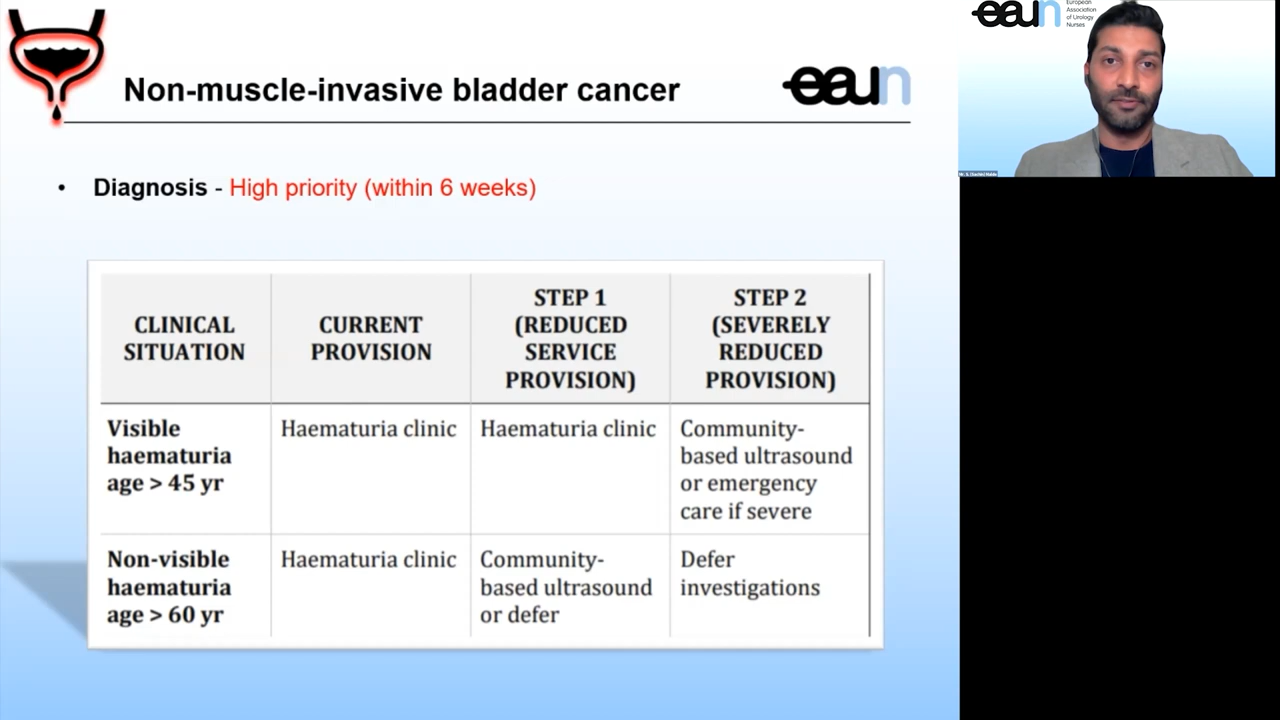 Non-muscle-invasive bladder cancer
eaun
• Diagnosis - High priority (within 6 weeks)
CLINICAL SITUATION
CURRENT PROVISION
STEP 1 (REDUCED SERVICE PROVISION)
STEP 2 (SEVERELY REDUCED PROVISION)
Visible haematuria age > 45 yr
Haematuria clinic
Haematuria clinic
Community-based ultrasound or emergency care if severe
Non-visible haematuria age > 60 yr
Haematuria clinic
Community-based ultrasound or defer
Defer investigations
eaun
European
Association
of Urology
Nurses